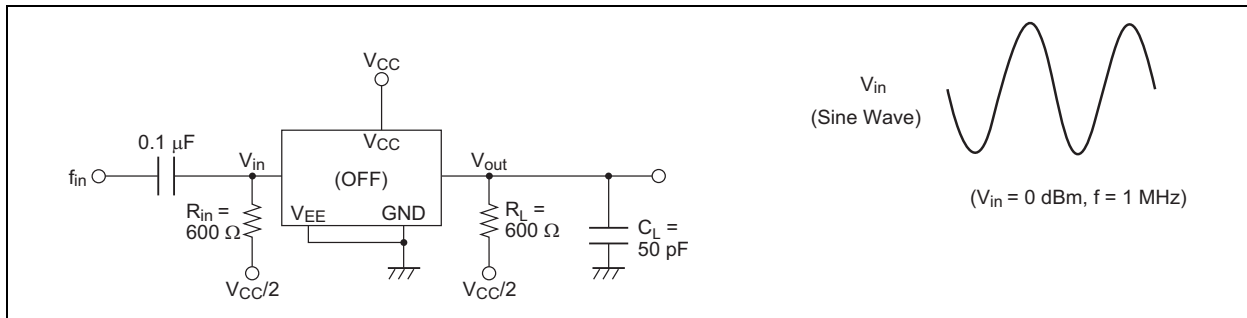 VCC
VCC
0.1 μF
fin
Vin
(OFF)
Vout
Rin =
600 Ω
VEE
GND
RL =
600 Ω
CL =
50 pF
VCC/2
VCC/2
Vin
(Sine Wave)
(Vin = 0 dBm, f = 1 MHz)